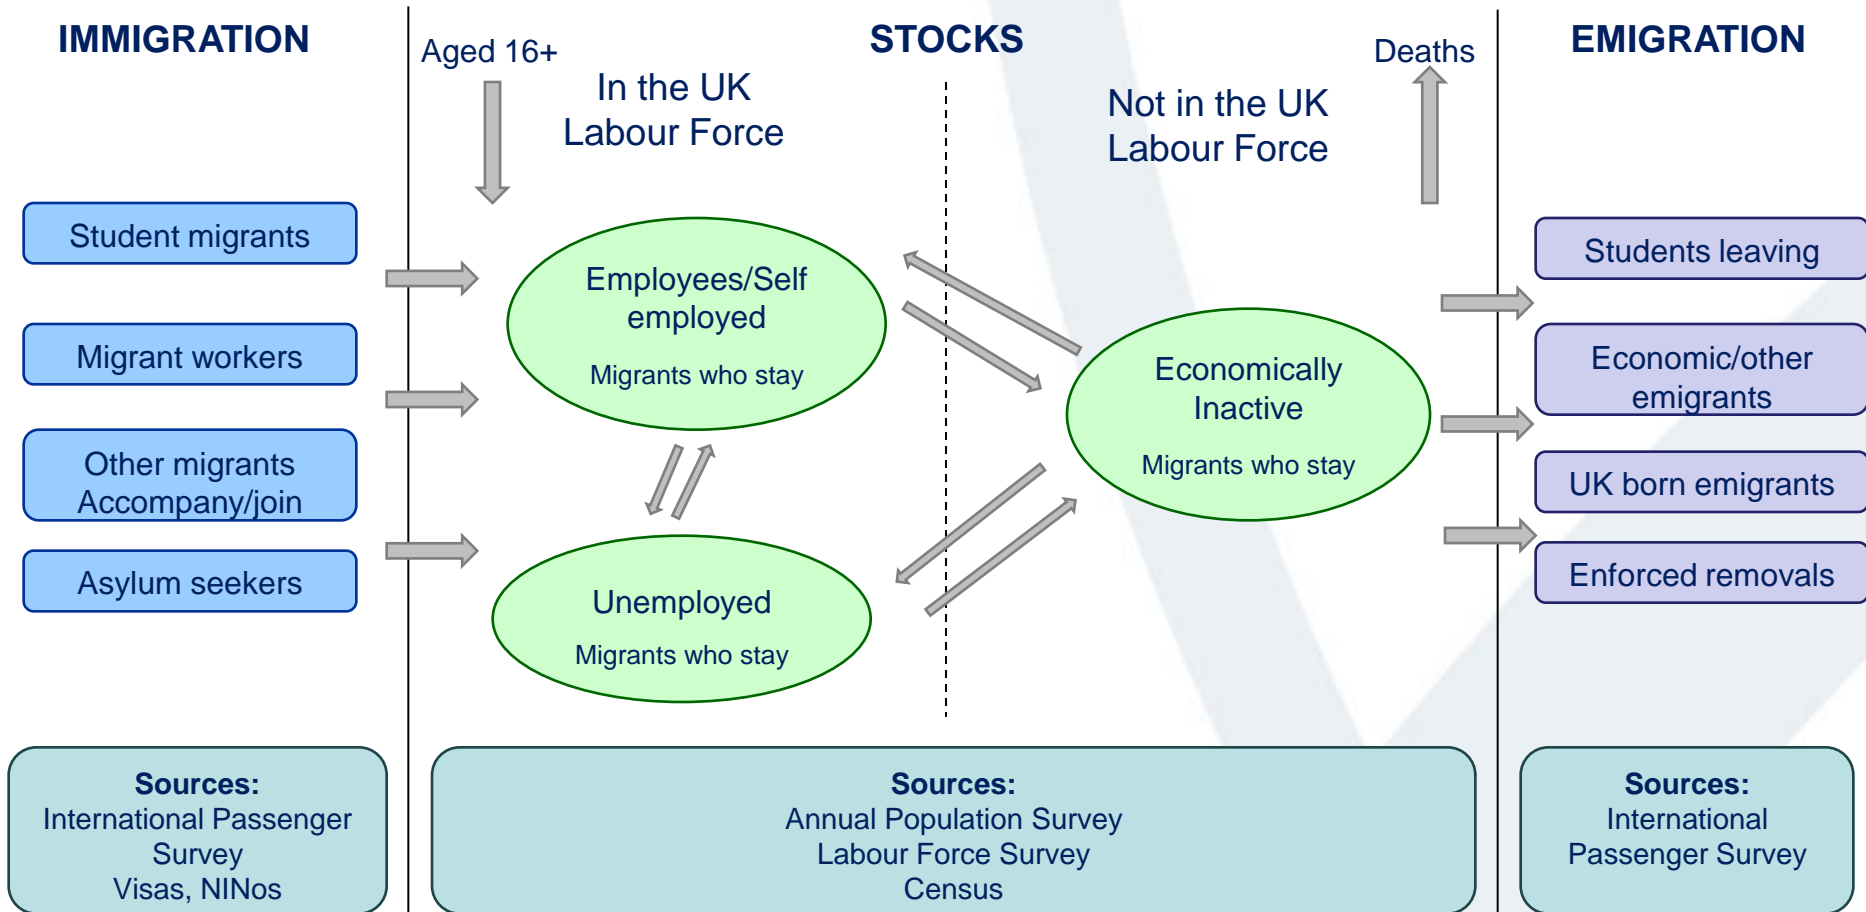 IMMIGRATION
STOCKS
EMIGRATION
Aged 16+
Deaths
In the UK
Labour Force
Not in the UK
Labour Force
Student migrants
Migrant workers
Other migrants
Accompany/join
Asylum seekers
Employees/Self
employed
Migrants who stay
Unemployed
Migrants who stay
Economically
Inactive
Migrants who stay
Students leaving
Economic/other
emigrants
UK born emigrants
Enforced removals
Sources:
International Passenger
Survey
Visas, NINos
Sources:
Annual Population Survey
Labour Force Survey
Census
Sources:
International
Passenger Survey